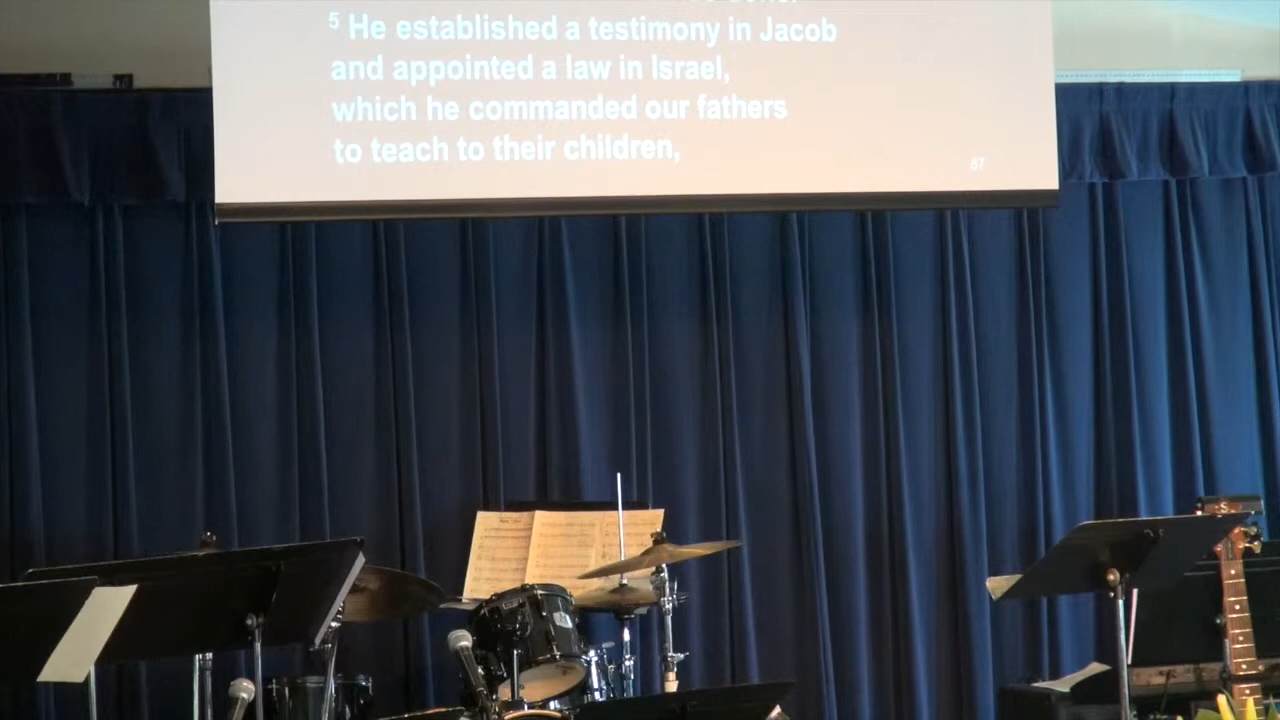 5 He established a testimony in Jacob
and appointed a law in Israel,
which he commanded our fathers
to teach to their children,
87